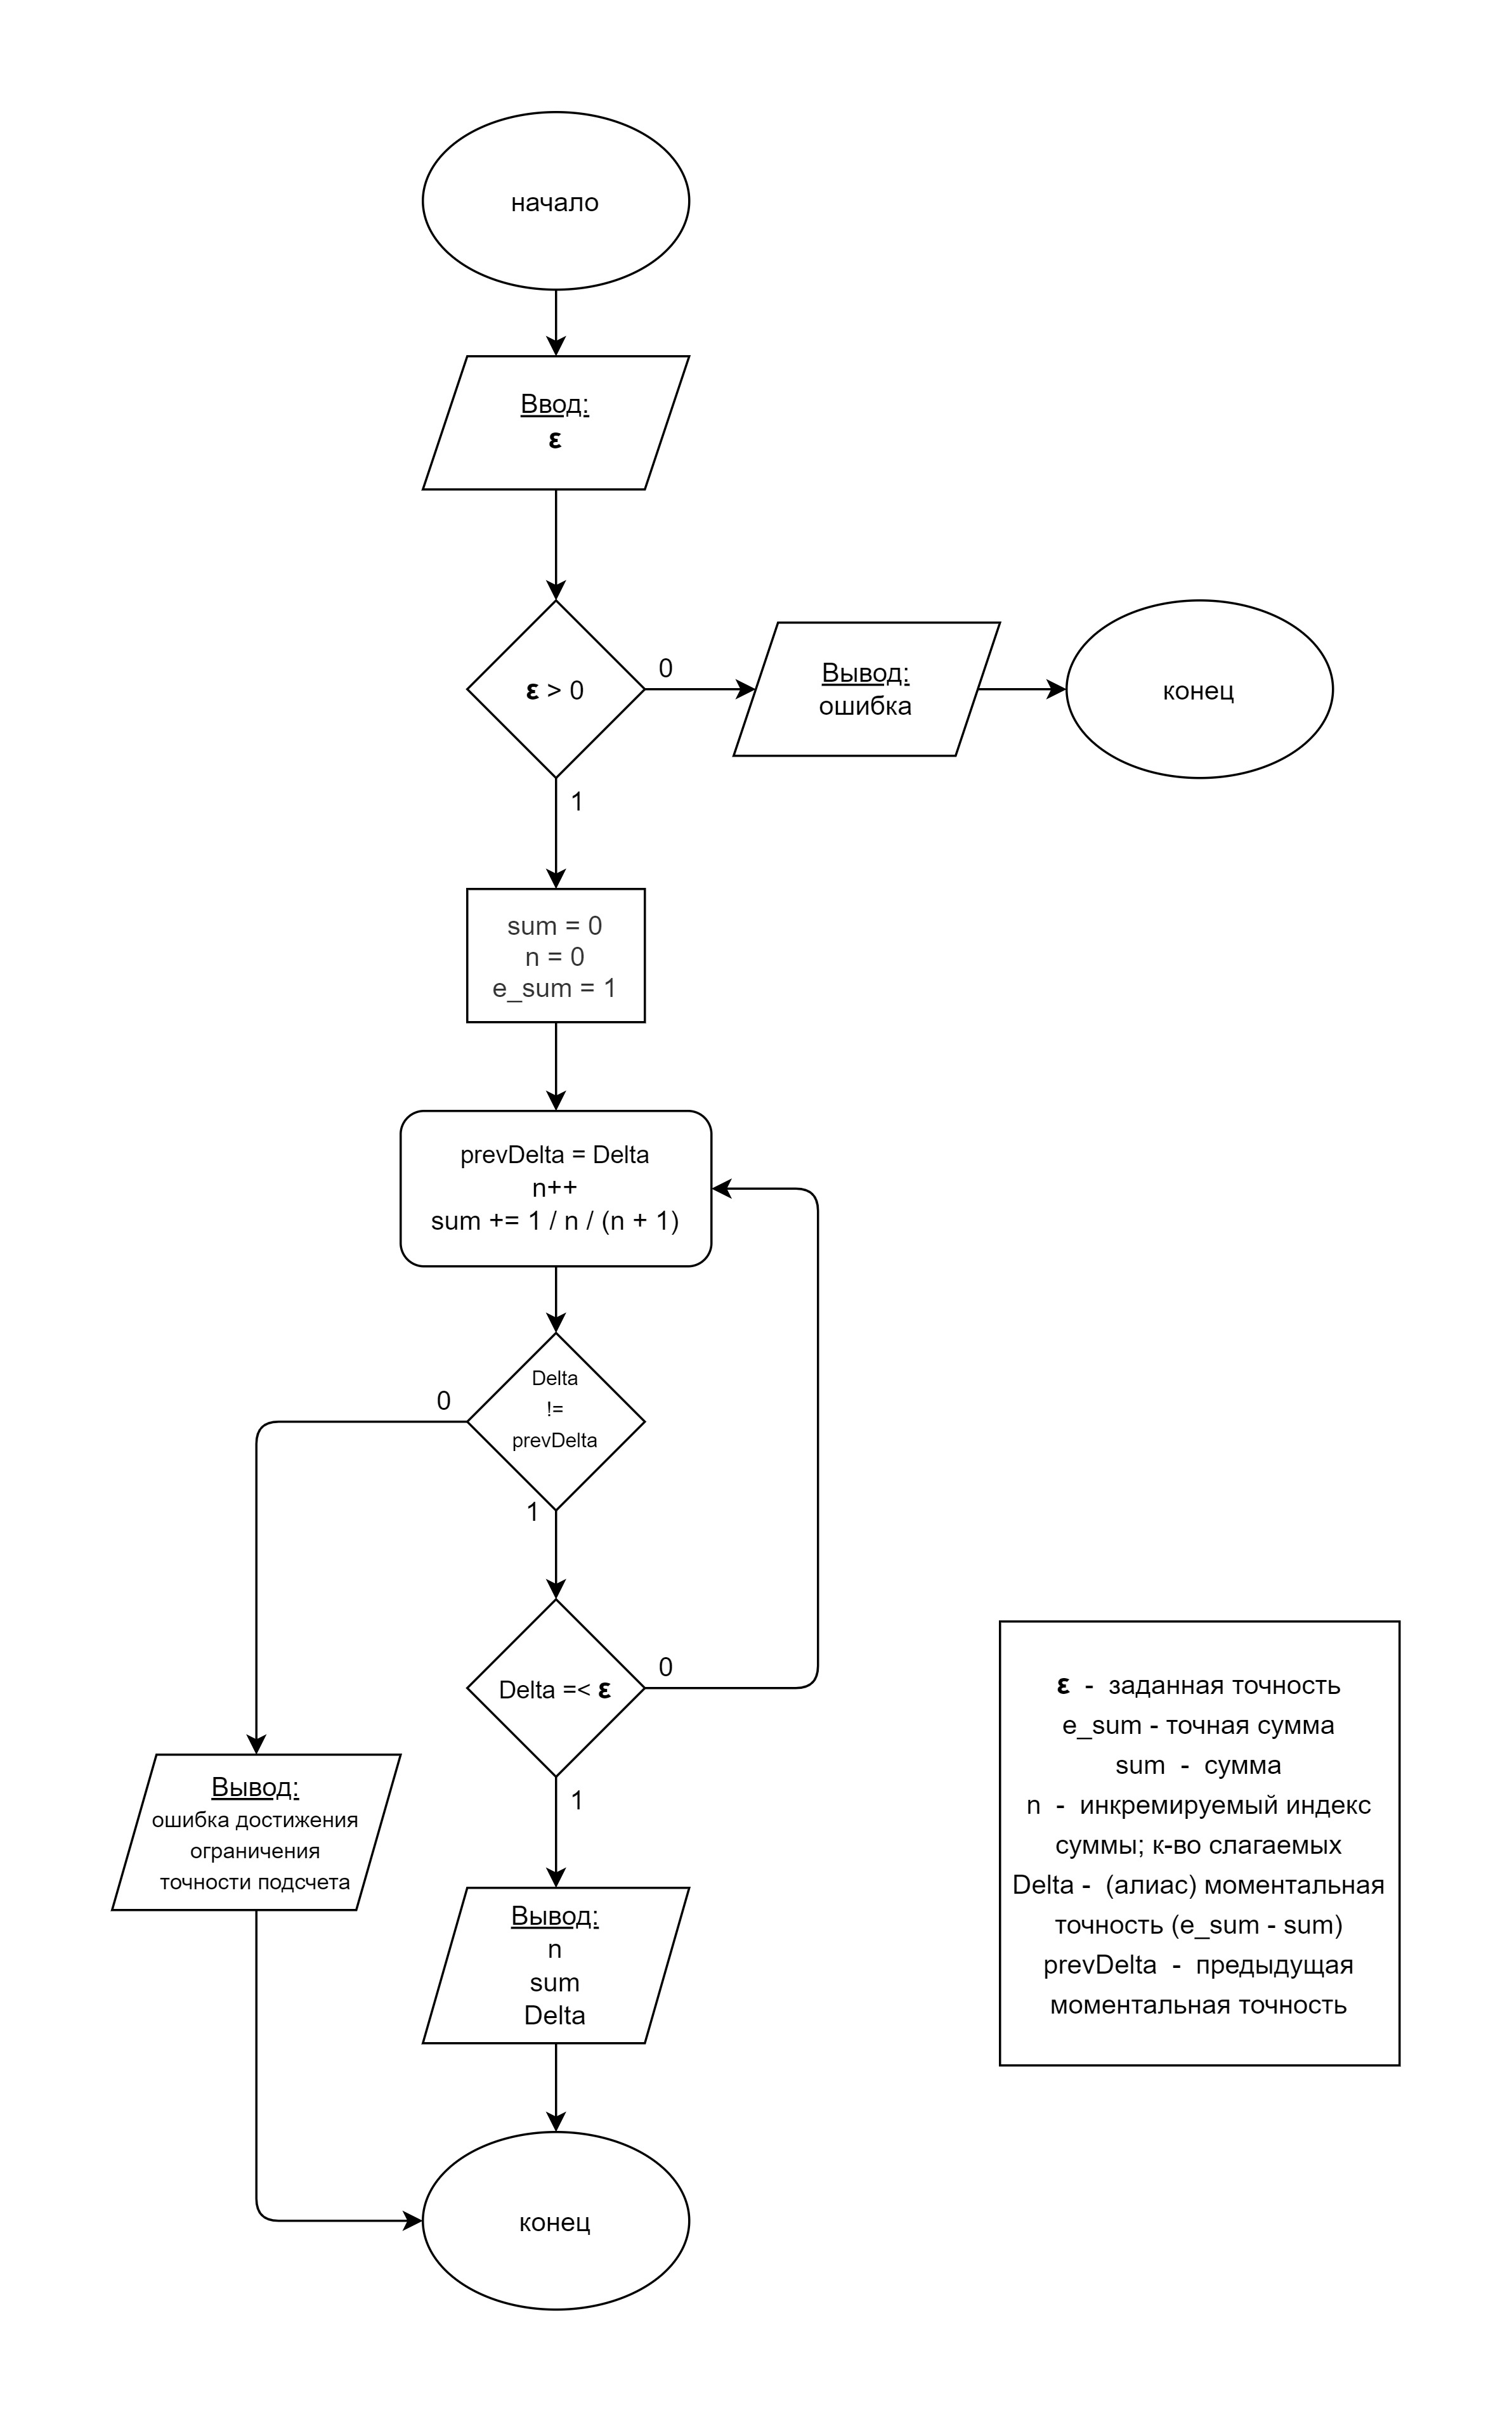 начало
Ввод:
ε
ε > 0
0
Вывод:
ошибка
конец
1
sum = 0
n = 0
e_sum = 1
prevDelta = Delta
n++
sum += 1 / n / (n + 1)
Delta
!=
prevDelta
0
1
Delta =< ε
0
1
Вывод:
ошибка достижения
ограничения
точности подсчета
Вывод:
n
sum
Delta
конец
ε - заданная точность
e_sum - точная сумма
sum - сумма
n - инкремируемый индекс
суммы; к-во слагаемых
Delta - (алиас) моментальная
точность (e_sum - sum)
prevDelta - предыдущая
моментальная точность